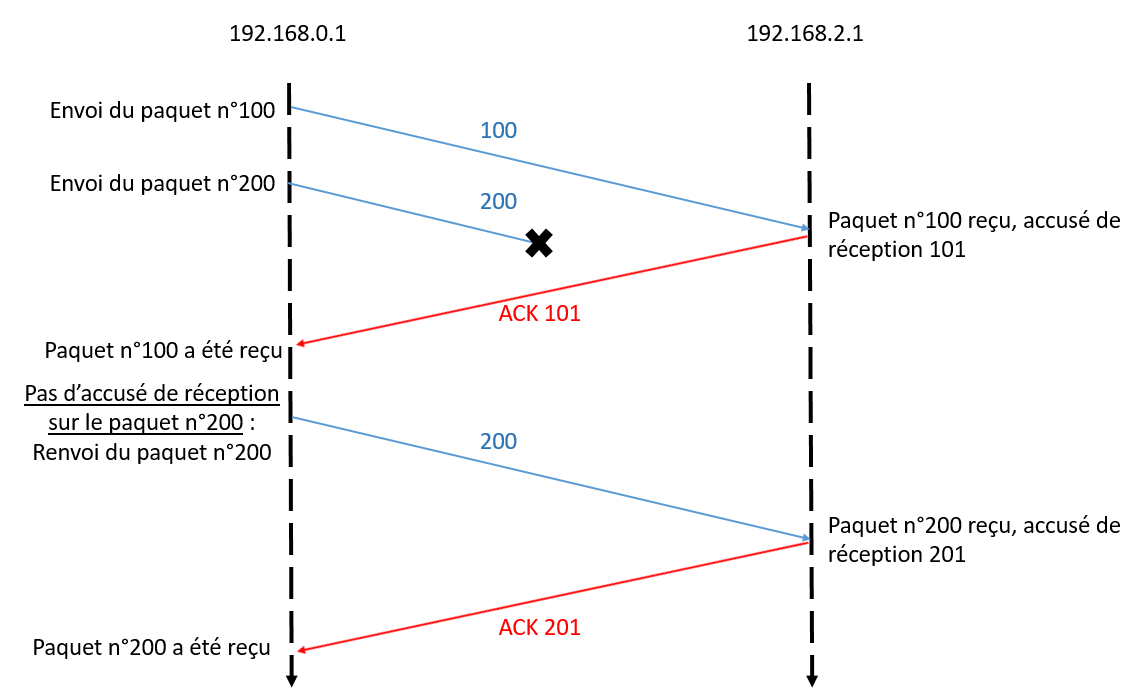 192.168.0.1
192.168.2.1
Envoi du paquet n°100
100
Envoi du paquet n°200
200
Paquet n°100 reçu, accusé de
réception 101
ACK 101
Paquet n°100 a été reçu
Pas d’accusé de réception
sur le paquet n°200 :
Renvoi du paquet n°200
200
Paquet n°200 reçu, accusé de
réception 201
ACK 201
Paquet n°200 a été reçu